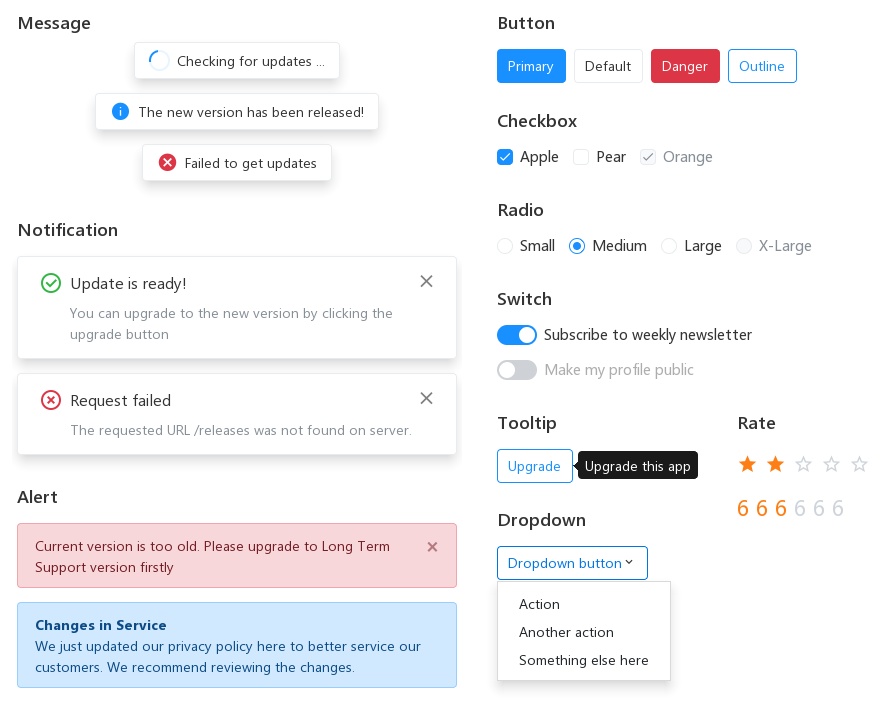 Message
Checking for updates ...
The new version has been released!
Failed to get updates
Notification
Update is ready!
You can upgrade to the new version by clicking the
upgrade button
Request failed
The requested URL /releases was not found on server.
Alert
Current version is too old. Please upgrade to Long Term
Support version firstly
Changes in Service
We just updated our privacy policy here to better service our
customers. We recommend reviewing the changes.
Button
Primary Default Danger Outline
Checkbox
Apple Pear Orange
Radio
Small Medium Large X-Large
Switch
Subscribe to weekly newsletter
Make my profile public
Tooltip
Upgrade Upgrade this app
Rate
6 6 6 6 6 6
Dropdown
Dropdown button
Action
Another action
Something else here